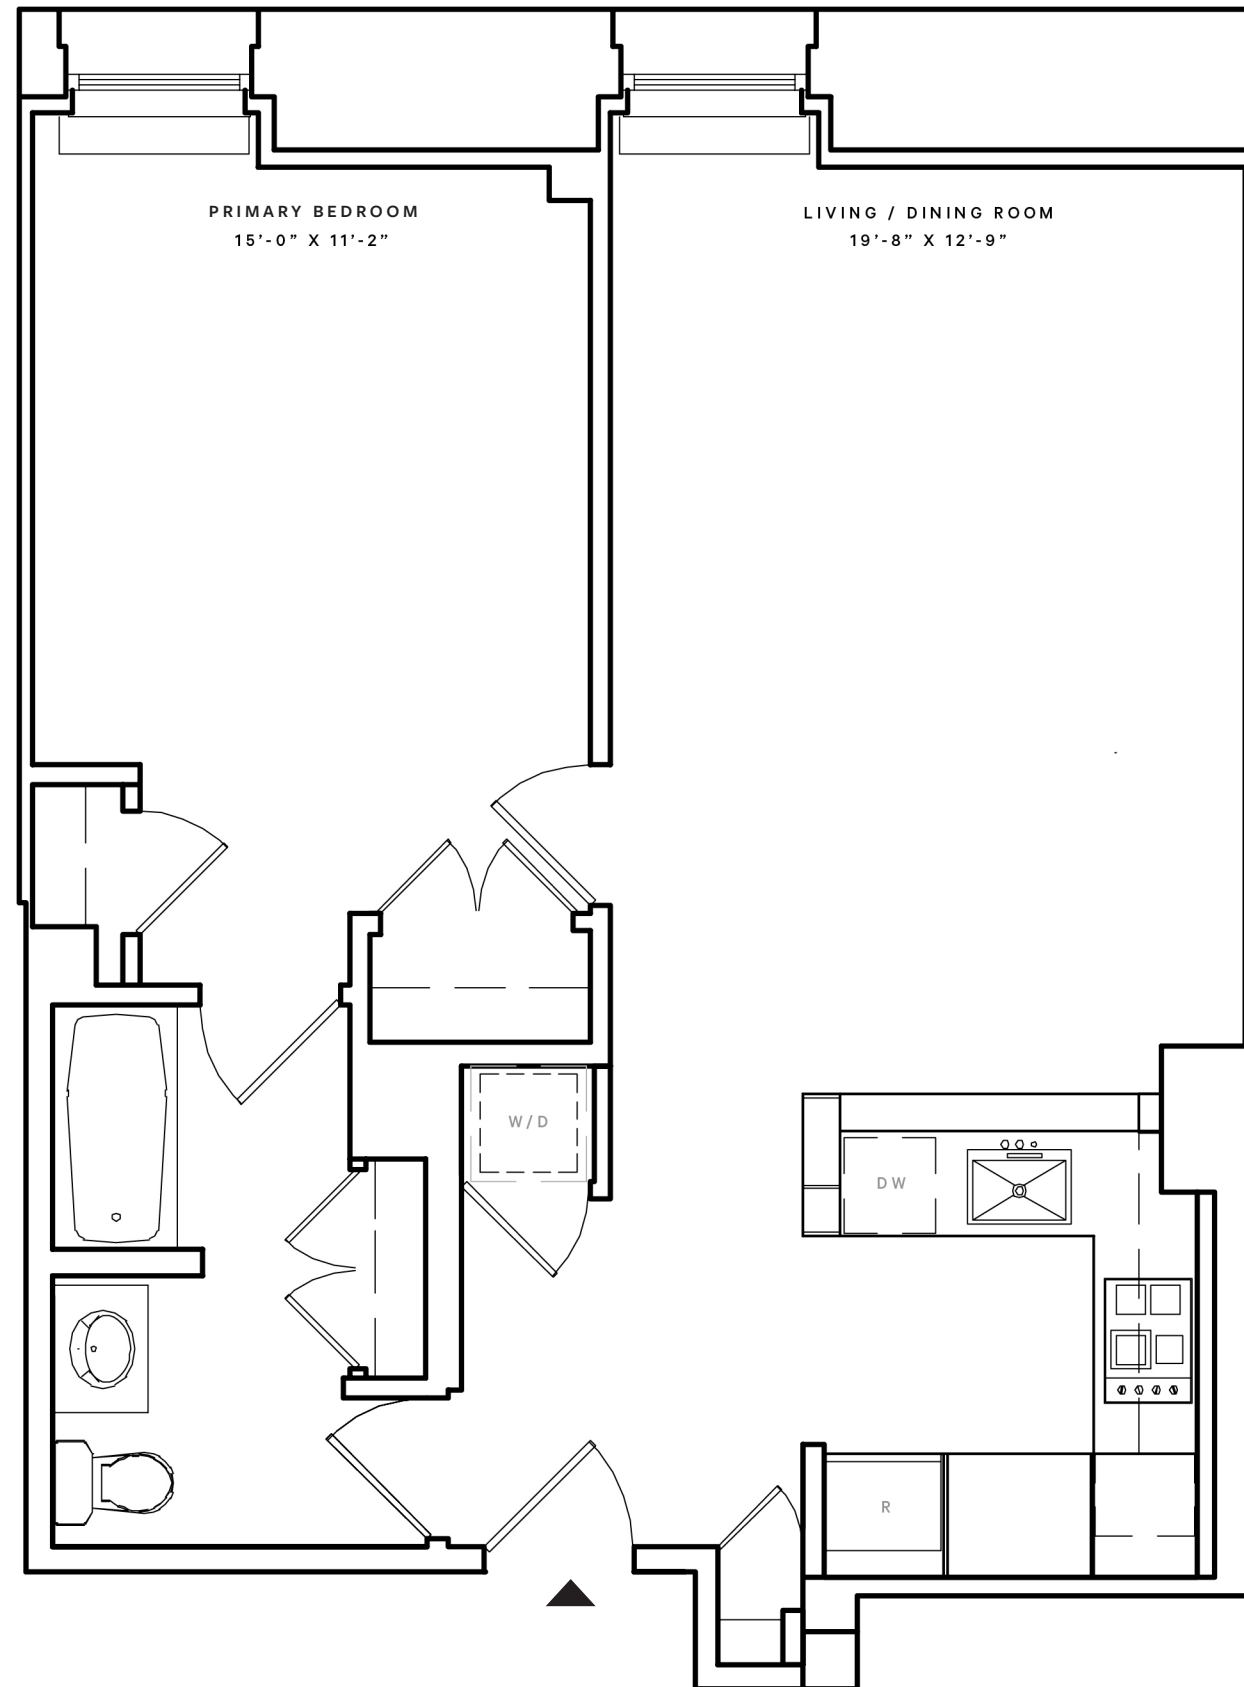 PRIMARY BEDROOM
15’-0” X 11’-2”
LIVING / DINING ROOM
19’-8” X 12’-9”
W/D
DW
R